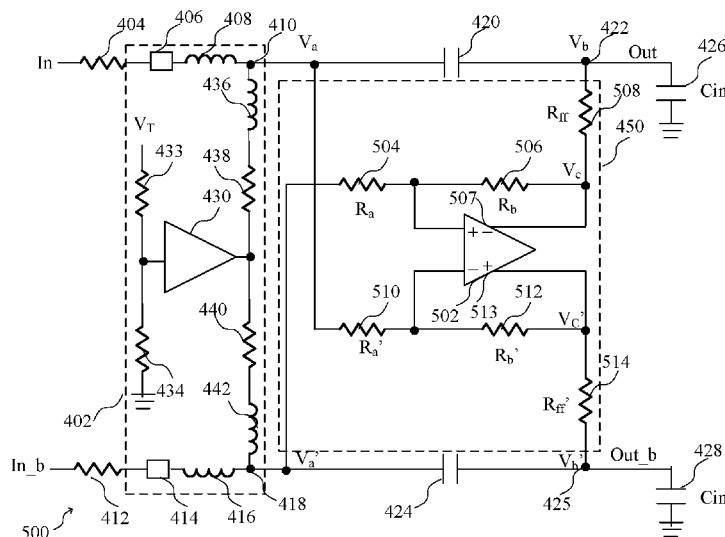 406 408 410 420 422
404 Va Vb Out 426
In
Cin
436 508
Rff 450
VT
504 506
433 438 Vc
430 Ra Rb 507
+ −
− +
510 502 513 512
440 VC'
Ra' Rb'
514
434
442 Rff'
402
In_b Va' Vb' Out_b 428
Cin
412 414 416 418 424 425
500